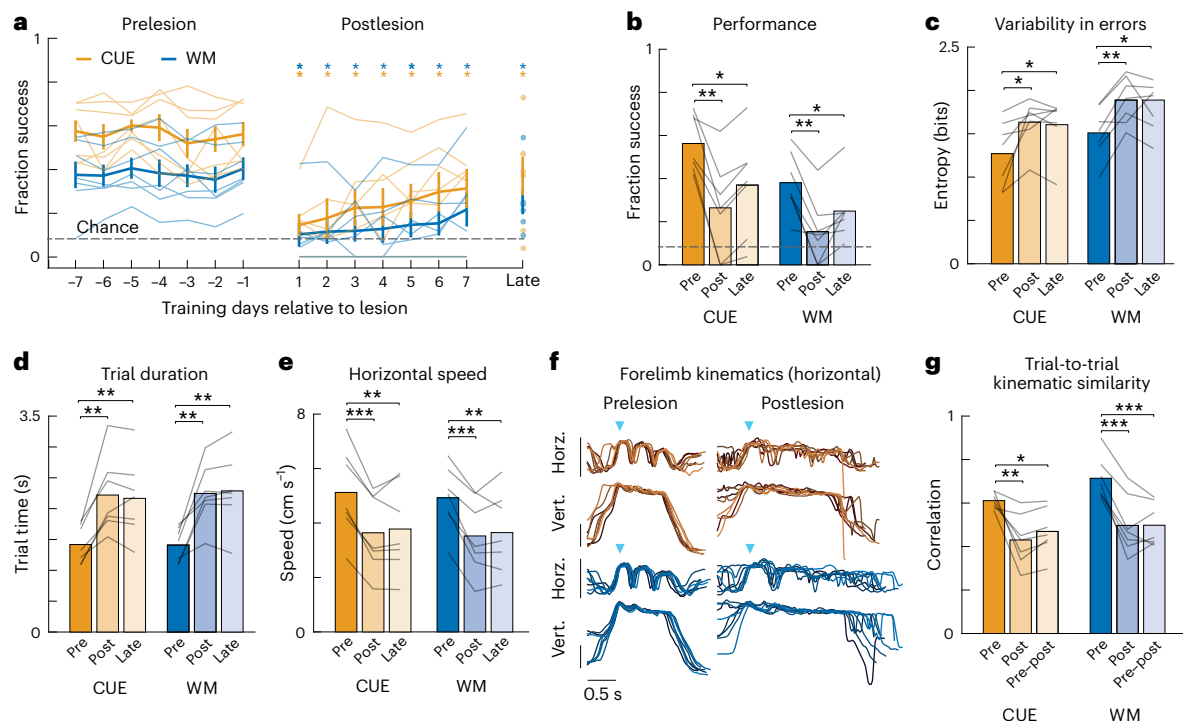 a
Prelesion
Postlesion
CUE
WM
1
0
Fraction success
Chance
* * * * * * * *
* * * * * * * *
–7 –6 –5 –4 –3 –2 –1
1 2 3 4 5 6 7 Late
Training days relative to lesion
b
Performance
1
0
Fraction success
*
**
*
**
Pre Post Late
Pre Post Late
CUE
WM
c
Variability in errors
2.5
0
Entropy (bits)
*
*
*
**
Pre Post Late
Pre Post Late
CUE
WM
d
Trial duration
3.5
0
Trial time (s)
**
**
**
**
Pre Post Late
Pre Post Late
CUE
WM
e
Horizontal speed
8
0
Speed (cm s⁻¹)
**
***
**
***
Pre Post Late
Pre Post Late
CUE
WM
f
Forelimb kinematics (horizontal)
Prelesion
Postlesion
Horz.
Vert.
Horz.
Vert.
0.5 s
g
Trial-to-trial
kinematic similarity
1
0
Correlation
*
**
***
***
Pre Post Pre–post
Pre Post Pre–post
CUE
WM